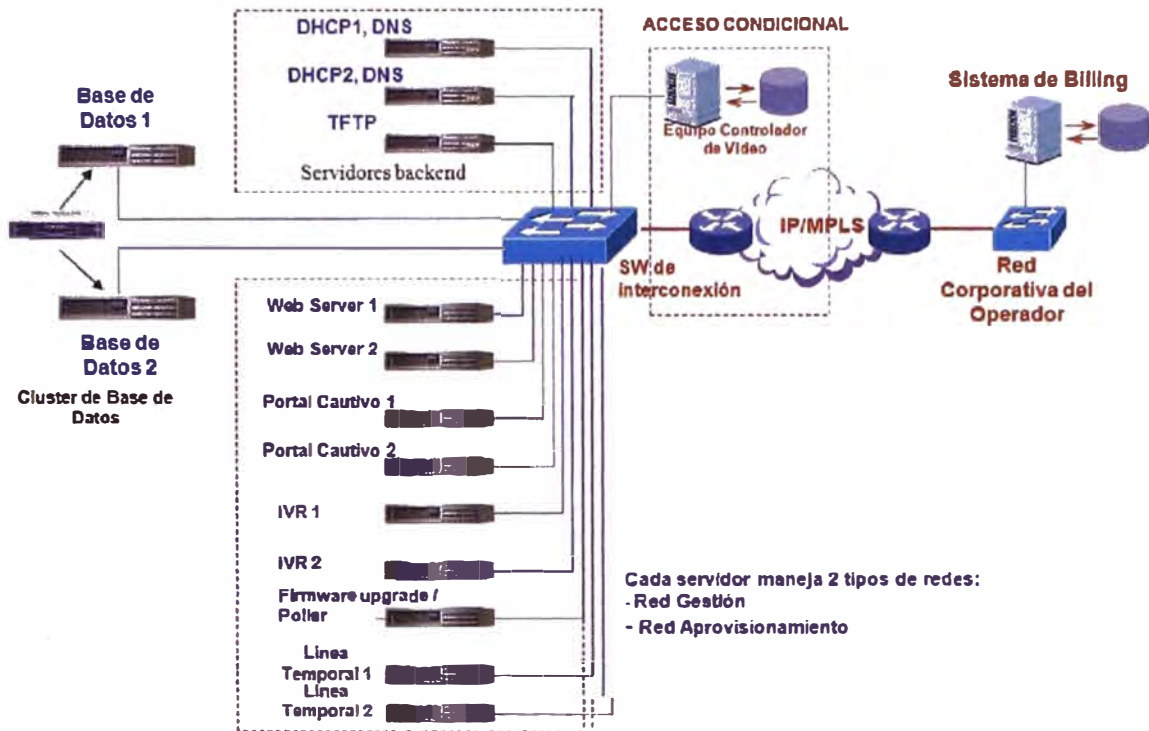 DHCP1, DNS
DHCP2, DNS
TFTP
Servidores backend
ACCESO CONDICIONAL
Equipo Controlador
de Video
Sistema de Billing
Base de
Datos 1
Base de
Datos 2
Cluster de Base de
Datos
IP/MPLS
SW de
interconexión
Red
Corporativa del
Operador
Web Server 1
Web Server 2
Portal Cautivo 1
Portal Cautivo 2
IVR 1
IVR 2
Firmware upgrade /
Poller
Línea
Temporal 1
Línea
Temporal 2
Cada servidor maneja 2 tipos de redes:
- Red Gestión
- Red Aprovisionamiento